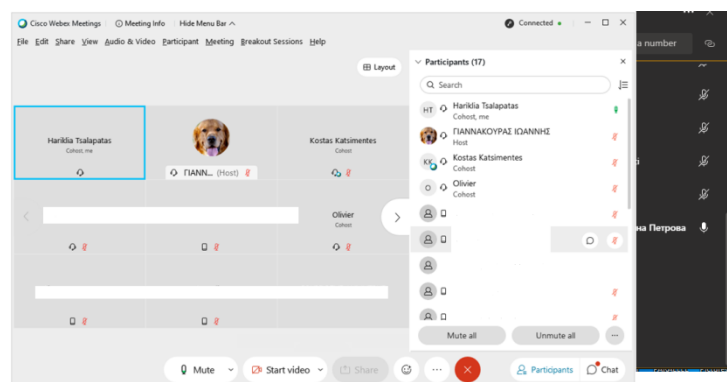 Cisco Webex Meetings
Meeting Info
Hide Menu Bar
Connected
File Edit Share View Audio & Video Participant Meeting Breakout Sessions Help
Layout
Hariklia Tsalapatas
Cohost, me
ΓΙΑΝΝ... (Host)
Kostas Katsimentes
Cohost
Olivier
Cohost
Participants (17)
Search
HT
Hariklia Tsalapatas
Cohost, me
ΓΙΑΝΝΑΚΟΥΡΑΣ ΙΩΑΝΝΗΣ
Host
KK
Kostas Katsimentes
Cohost
O
Olivier
Cohost
Mute all
Unmute all
...
Mute
Start video
Share
...
Participants
Chat
a number
на Петрова